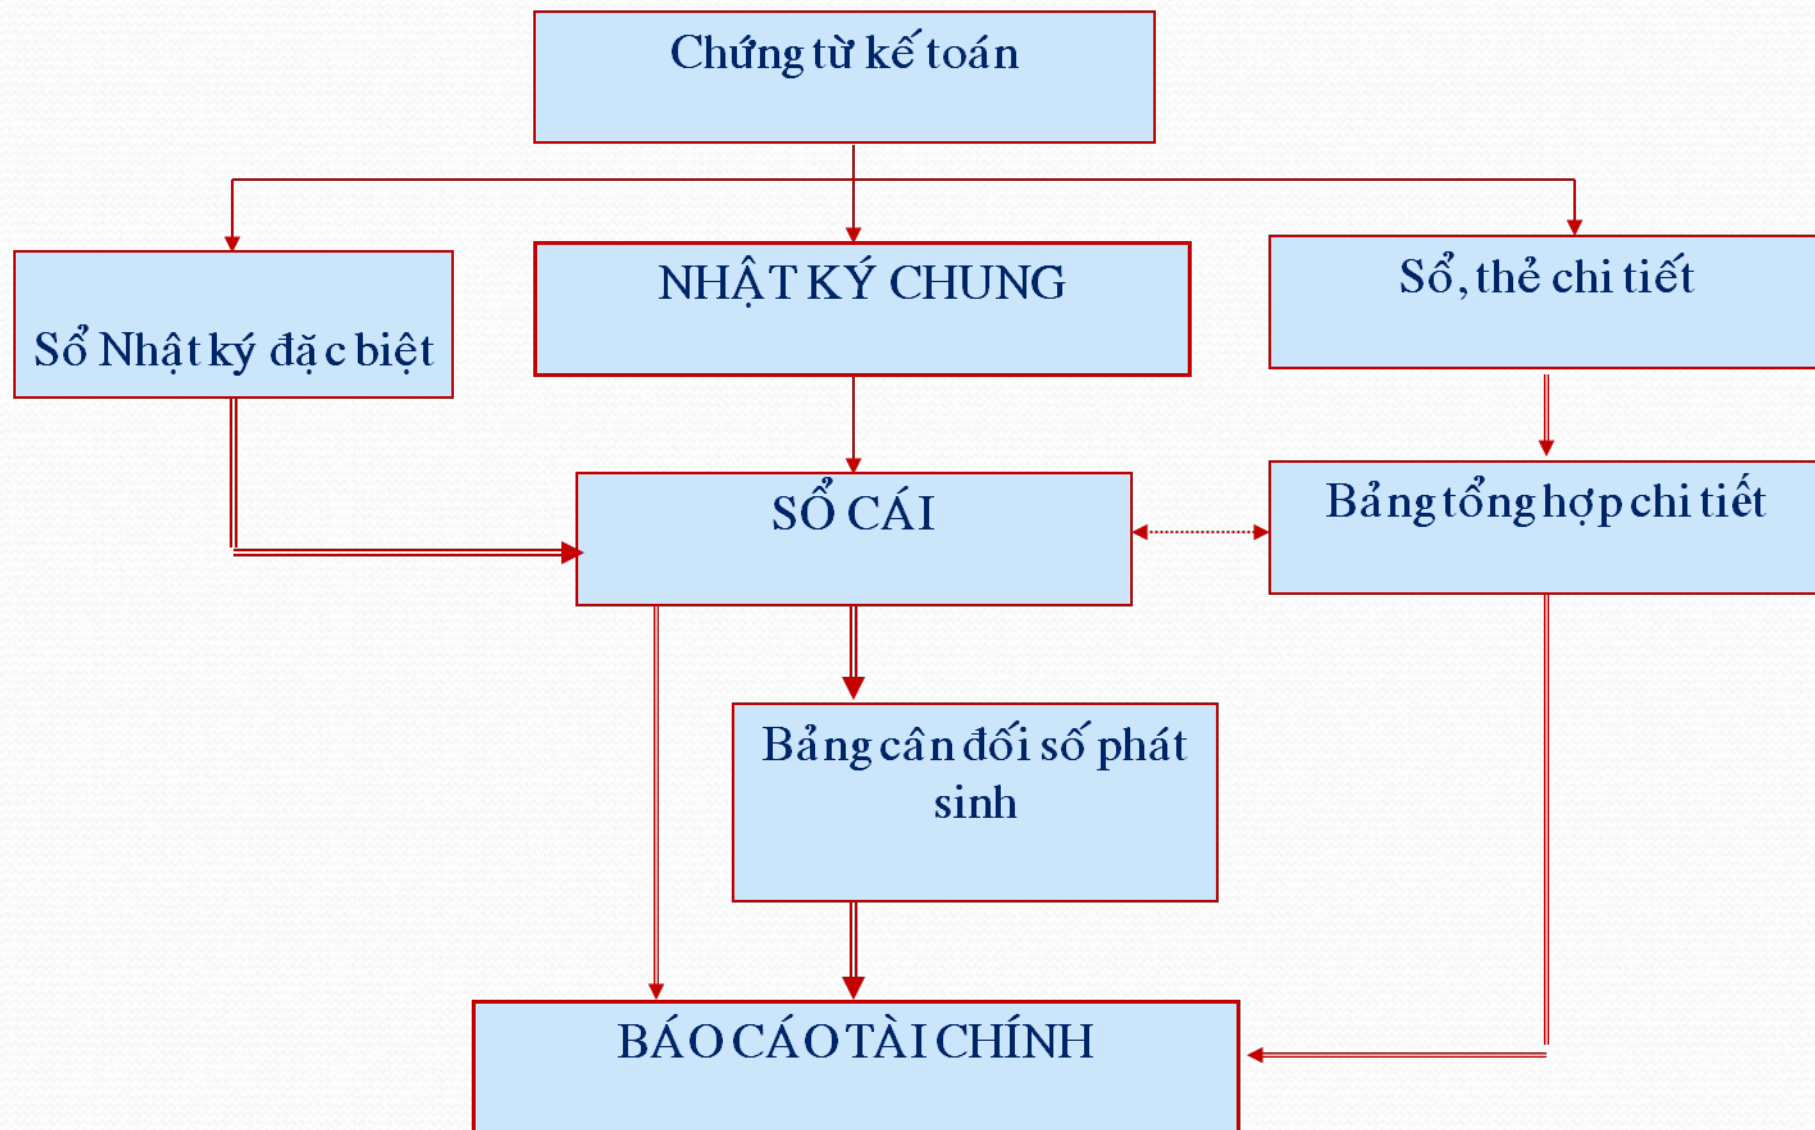 Chứng từ kế toán
NHẬT KÝ CHUNG
Sổ, thẻ chi tiết
Sổ Nhật ký đặc biệt
SỔ CÁI
Bảng tổng hợp chi tiết
Bảng cân đối số phát
sinh
BÁO CÁO TÀI CHÍNH